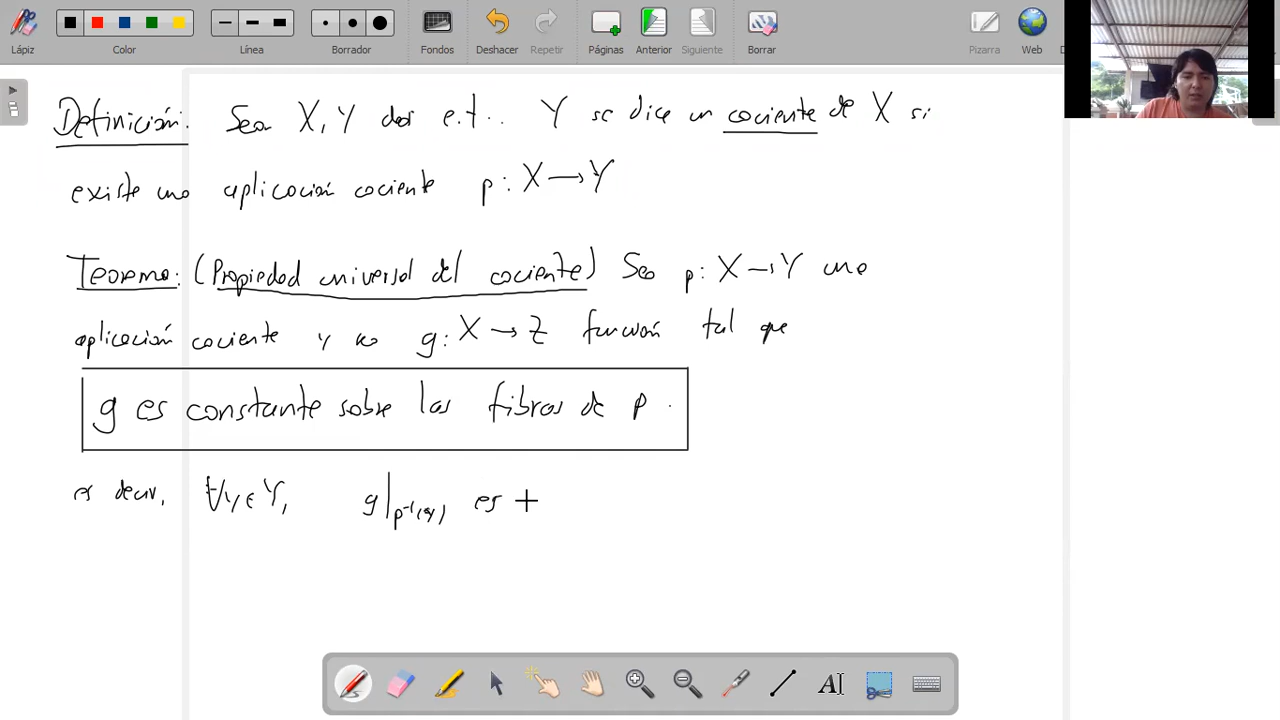 Lápiz Color Línea Borrador Fondos Deshacer Repetir Páginas Anterior Siguiente Borrar Pizarra Web
Definición: Sea X, Y dos e.t.. Y se dice un cociente de X si
existe una aplicación cociente p: X → Y
Teorema: (Propiedad universal del cociente) Sea p: X → Y una
aplicación cociente y sea g: X → Z función tal que
g es constante sobre las fibras de p.
es decir, ∀y ∈ Y, g|p⁻¹(y) es